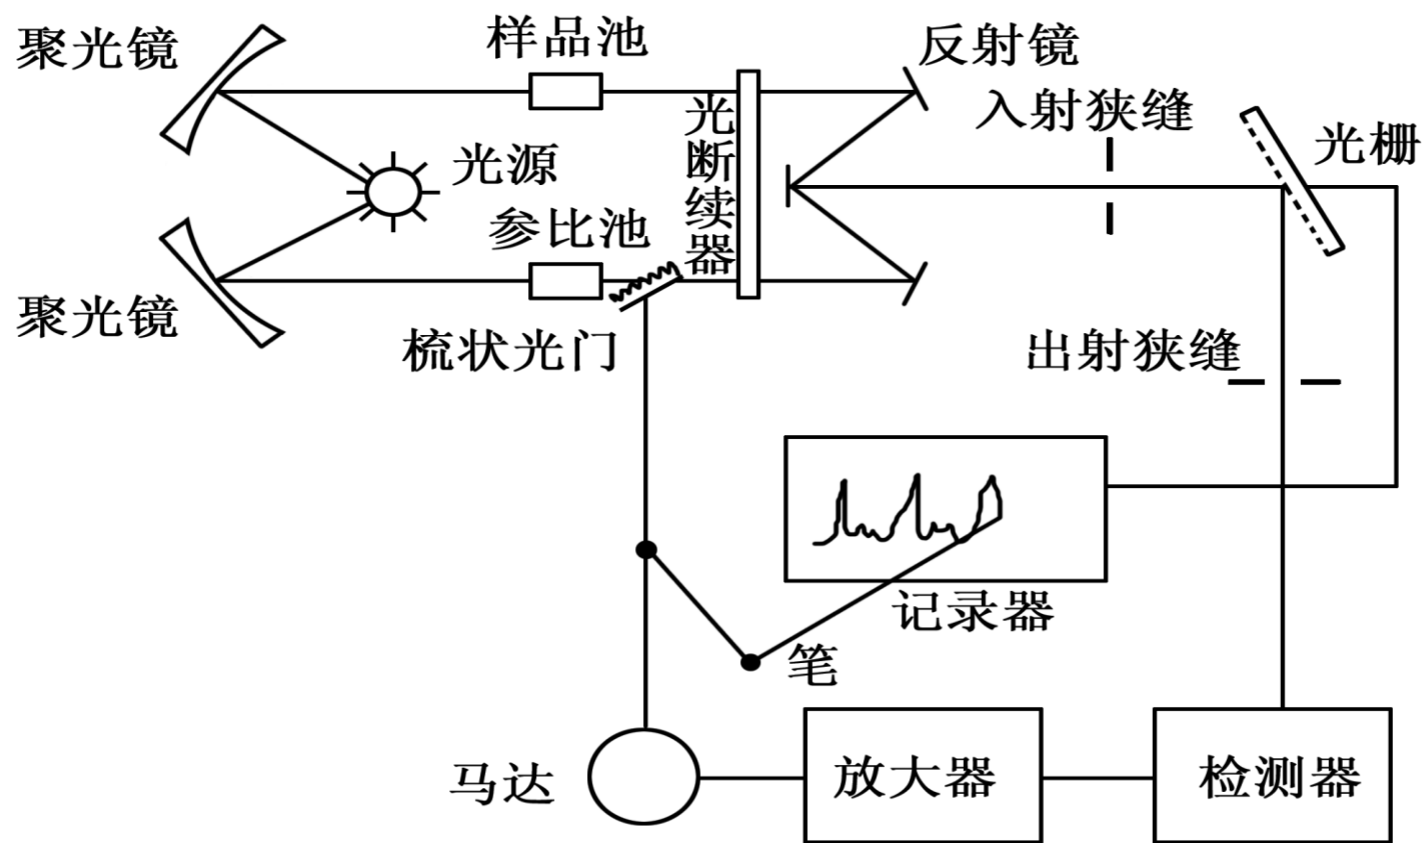 聚光镜
样品池
反射镜
入射狭缝
光栅
光断续器
光源
参比池
聚光镜
梳状光门
出射狭缝
记录器
笔
马达
放大器
检测器